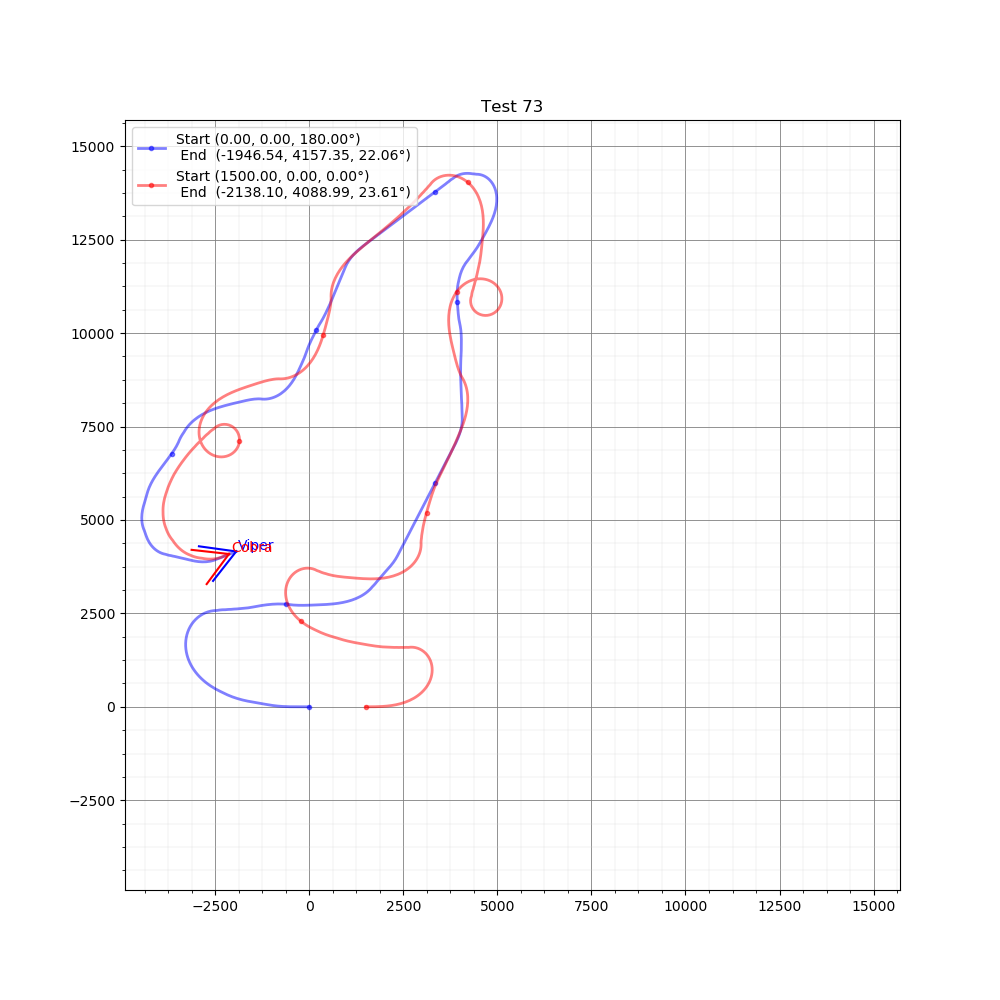 Test 73
Start (0.00, 0.00, 180.00°)
End  (-1946.54, 4157.35, 22.06°)
Start (1500.00, 0.00, 0.00°)
End  (-2138.10, 4088.99, 23.61°)
15000
12500
10000
7500
5000
2500
0
−2500
Viper
Cobra
−2500 0 2500 5000 7500 10000 12500 15000